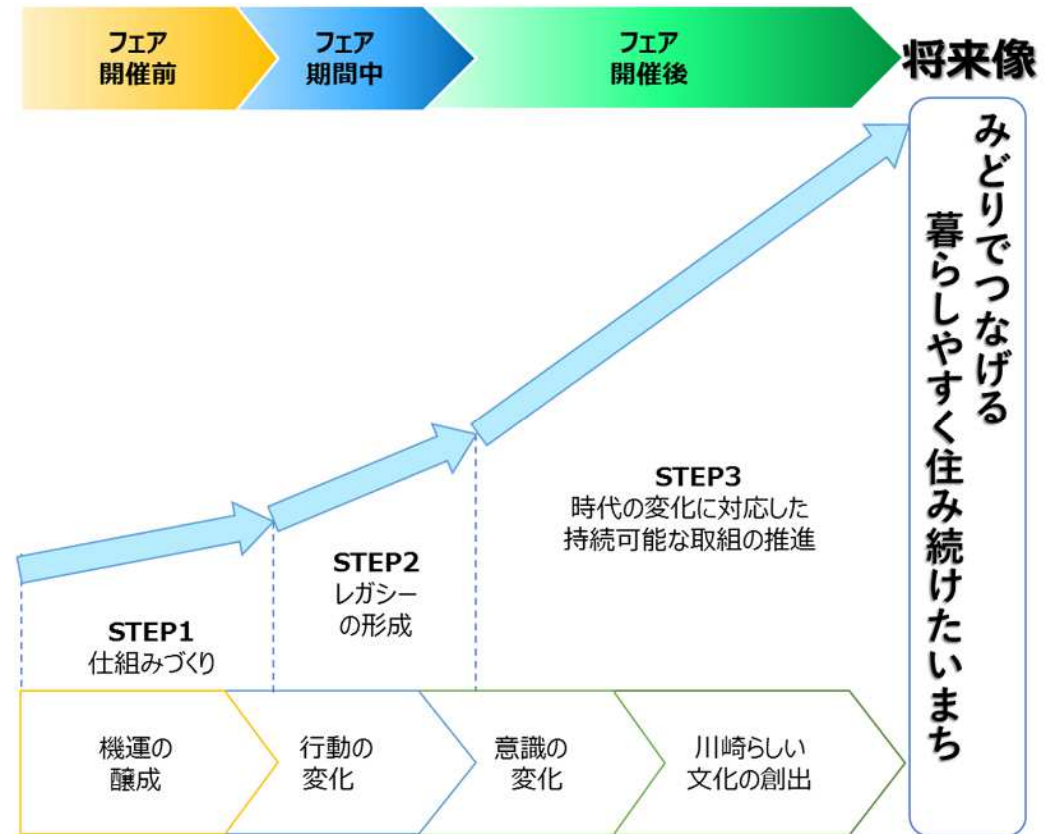 フェア
開催前
フェア
期間中
フェア
開催後
将来像
みどりでつなげる
暮らしやすく住み続けたいまち
STEP3
時代の変化に対応した
持続可能な取組の推進
STEP2
レガシー
の形成
STEP1
仕組みづくり
機運の
醸成
行動の
変化
意識の
変化
川崎らしい
文化の創出